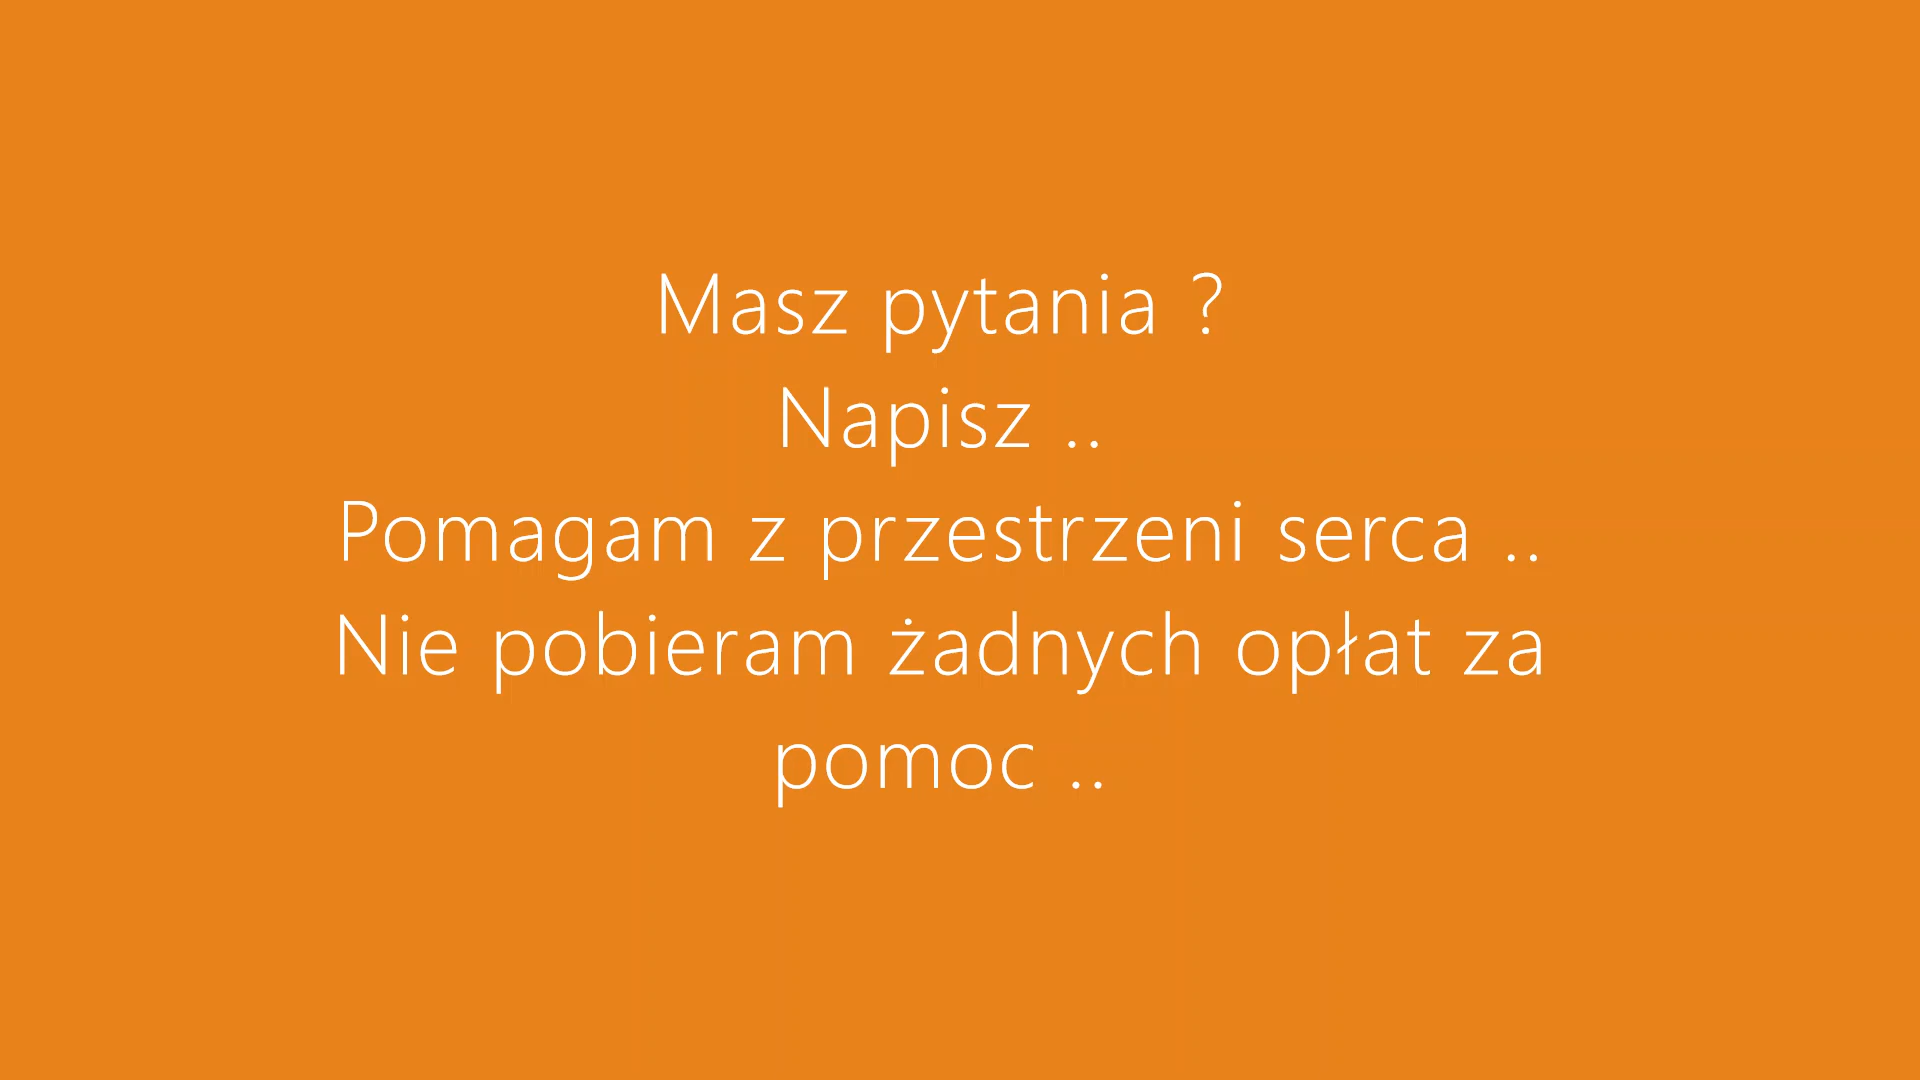 Masz pytania ?
Napisz ..
Pomagam z przestrzeni serca ..
Nie pobieram żadnych opłat za
pomoc ..